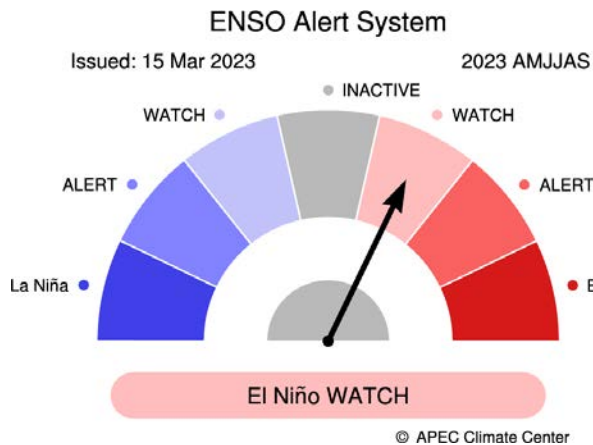 ENSO Alert System
Issued: 15 Mar 2023 2023 AMJJAS
INACTIVE
WATCH WATCH
ALERT ALERT
La Niña
El Niño WATCH
© APEC Climate Center